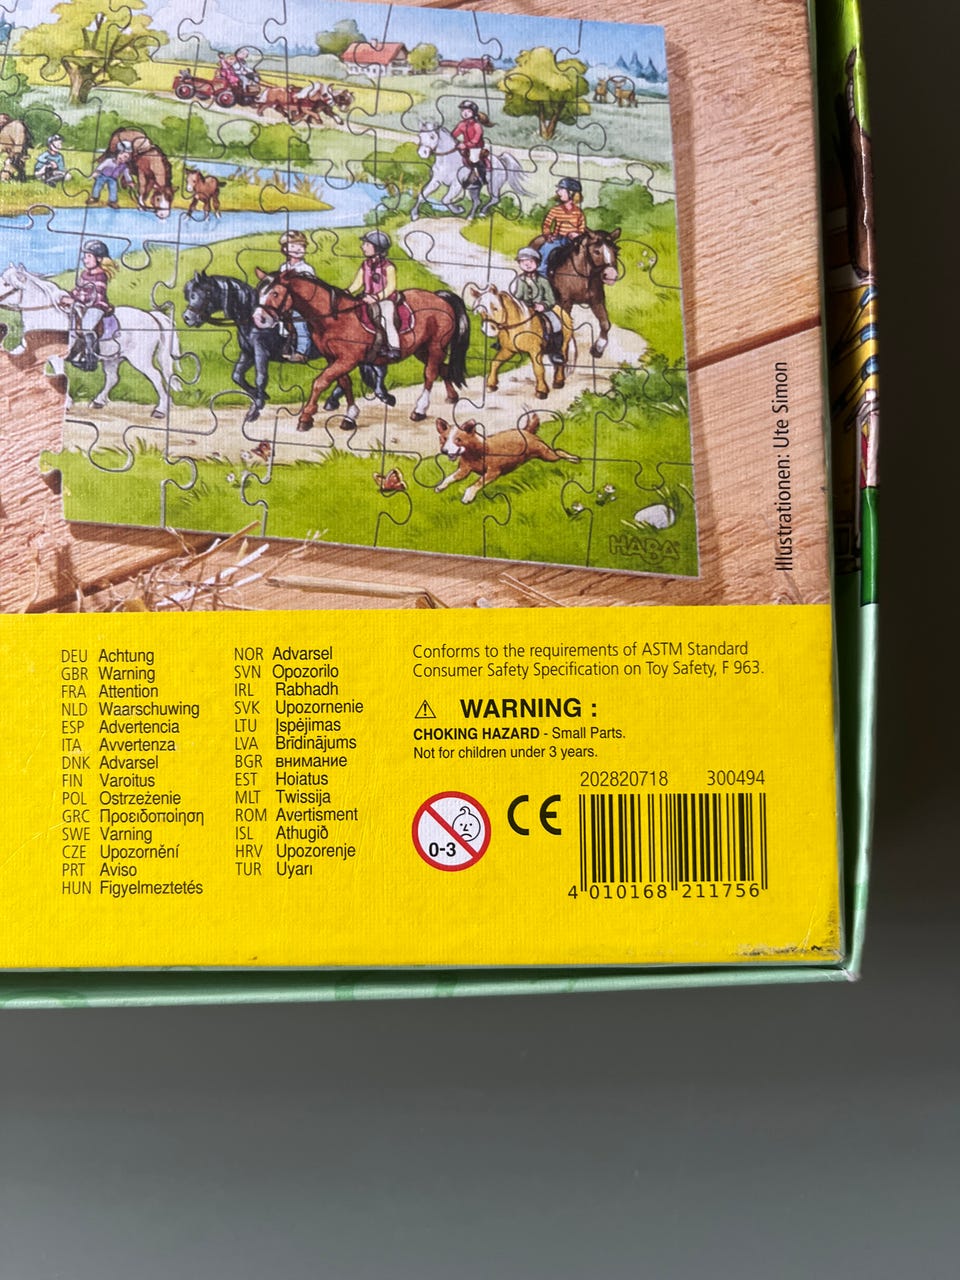 HABA
Illustrationen: Ute Simon
DEU Achtung
GBR Warning
FRA Attention
NLD Waarschuwing
ESP Advertencia
ITA Avvertenza
DNK Advarsel
FIN Varoitus
POL Ostrzeżenie
GRC Προειδοποίηση
SWE Varning
CZE Upozornění
PRT Aviso
HUN Figyelmeztetés
NOR Advarsel
SVN Opozorilo
IRL Rabhadh
SVK Upozornenie
LTU Įspėjimas
LVA Brīdinājums
BGR внимание
EST Hoiatus
MLT Twissija
ROM Avertisment
ISL Athugið
HRV Upozorenje
TUR Uyarı
Conforms to the requirements of ASTM Standard
Consumer Safety Specification on Toy Safety, F 963.
⚠ WARNING :
CHOKING HAZARD - Small Parts.
Not for children under 3 years.
0-3
CE
202820718 300494
4 010168 211756